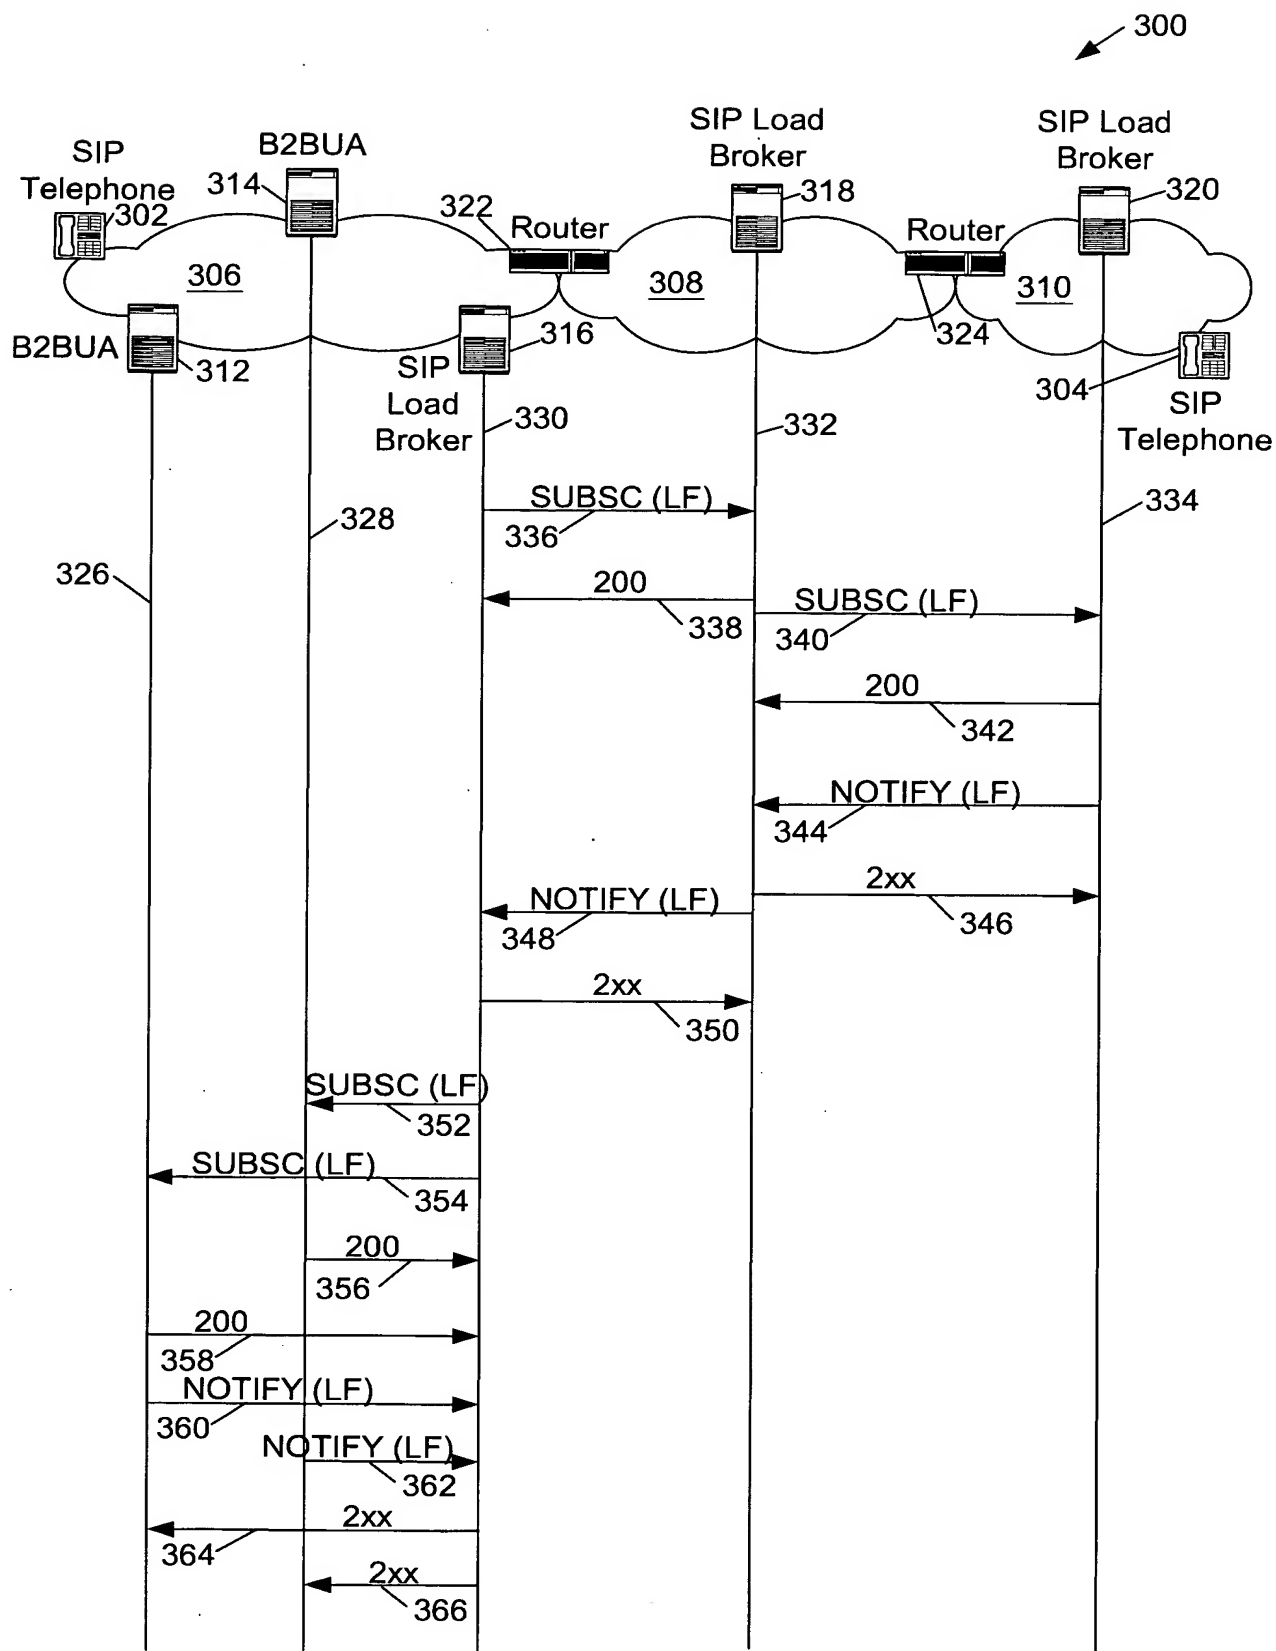 300
SIP Load
Broker
SIP Load
Broker
B2BUA
SIP
Telephone
314
318
320
302
322
Router
Router
306
308
310
B2BUA
312
316
324
SIP
Load
Broker
304
SIP
Telephone
330
332
SUBSC (LF)
336
334
328
326
200
338
SUBSC (LF)
340
200
342
NOTIFY (LF)
344
2xx
346
NOTIFY (LF)
348
2xx
350
SUBSC (LF)
352
SUBSC (LF)
354
200
356
200
358
NOTIFY (LF)
360
NOTIFY (LF)
362
2xx
364
2xx
366